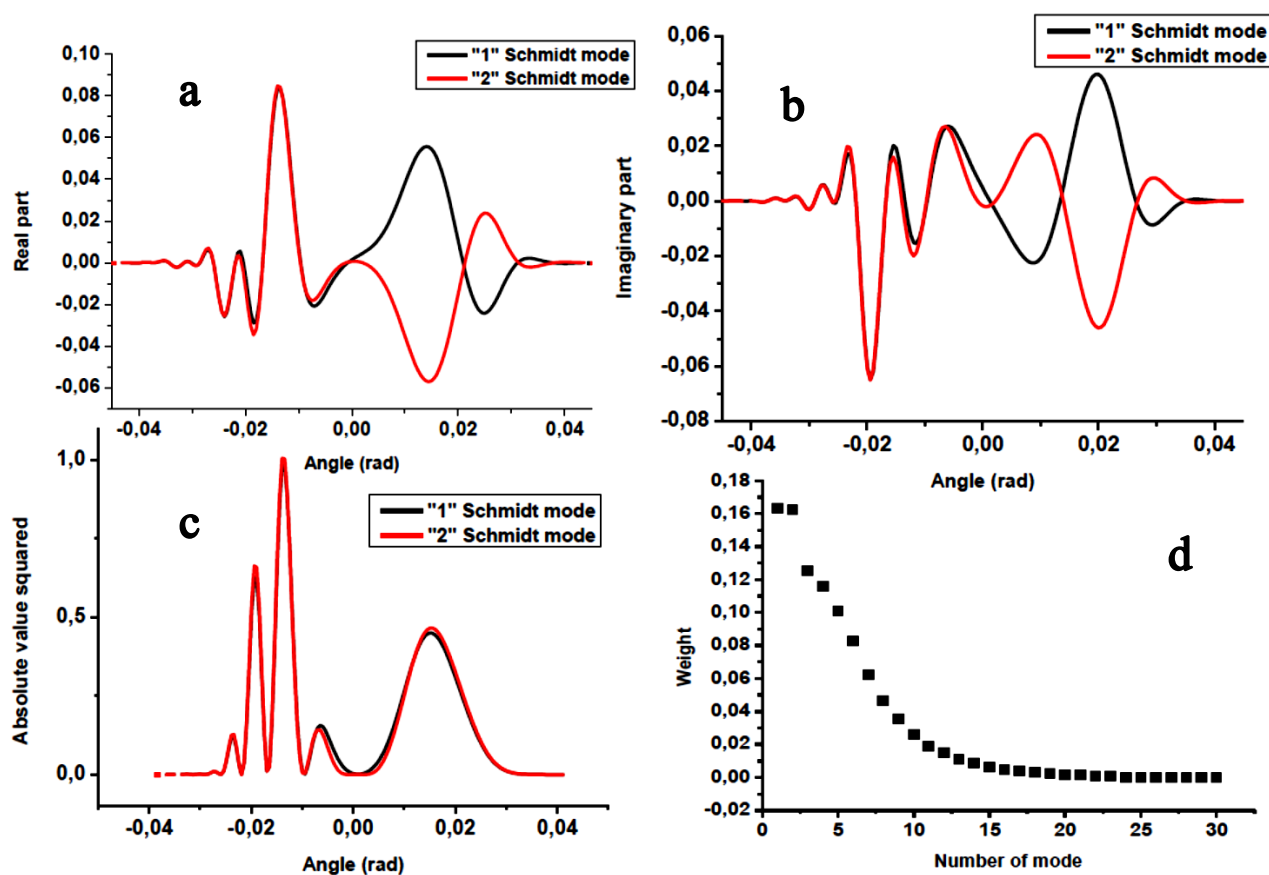 a
"1" Schmidt mode
"2" Schmidt mode
Real part
0,10
0,08
0,06
0,04
0,02
0,00
-0,02
-0,04
-0,06
-0,04 -0,02 0,00 0,02 0,04
Angle (rad)
b
"1" Schmidt mode
"2" Schmidt mode
Imaginary part
0,06
0,04
0,02
0,00
-0,02
-0,04
-0,06
-0,08
-0,04 -0,02 0,00 0,02 0,04
Angle (rad)
c
"1" Schmidt mode
"2" Schmidt mode
Absolute value squared
1,0
0,5
0,0
-0,04 -0,02 0,00 0,02 0,04
Angle (rad)
d
Weight
0,18
0,16
0,14
0,12
0,10
0,08
0,06
0,04
0,02
0,00
-0,02
0 5 10 15 20 25 30
Number of mode